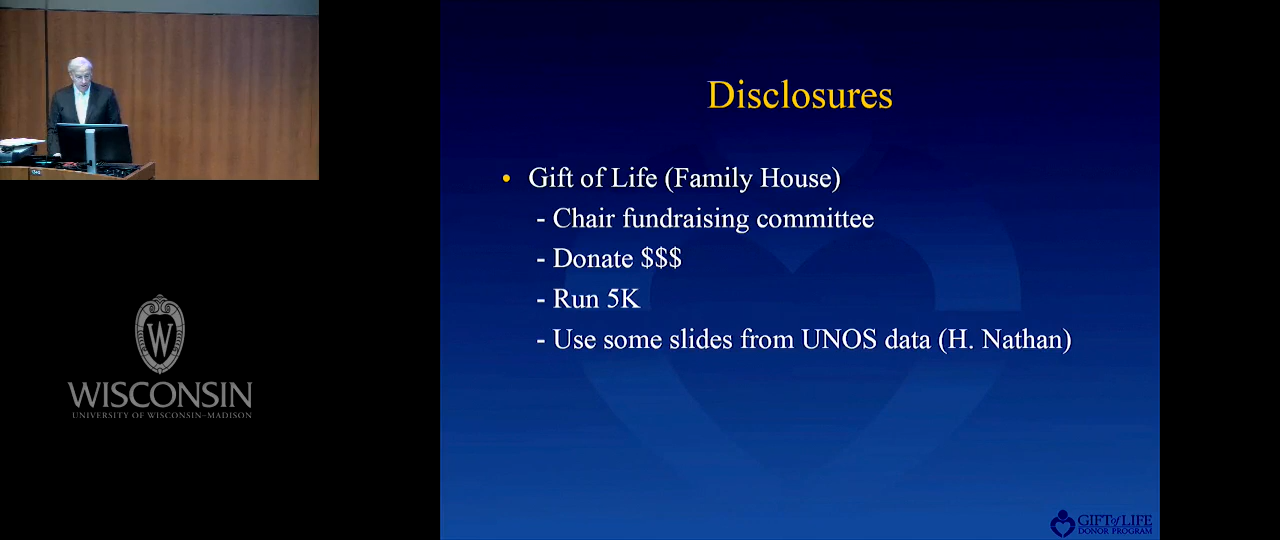 Disclosures
• Gift of Life (Family House)
- Chair fundraising committee
- Donate $$$
- Run 5K
- Use some slides from UNOS data (H. Nathan)
W
WISCONSIN
UNIVERSITY OF WISCONSIN–MADISON
GIFT of LIFE
DONOR PROGRAM